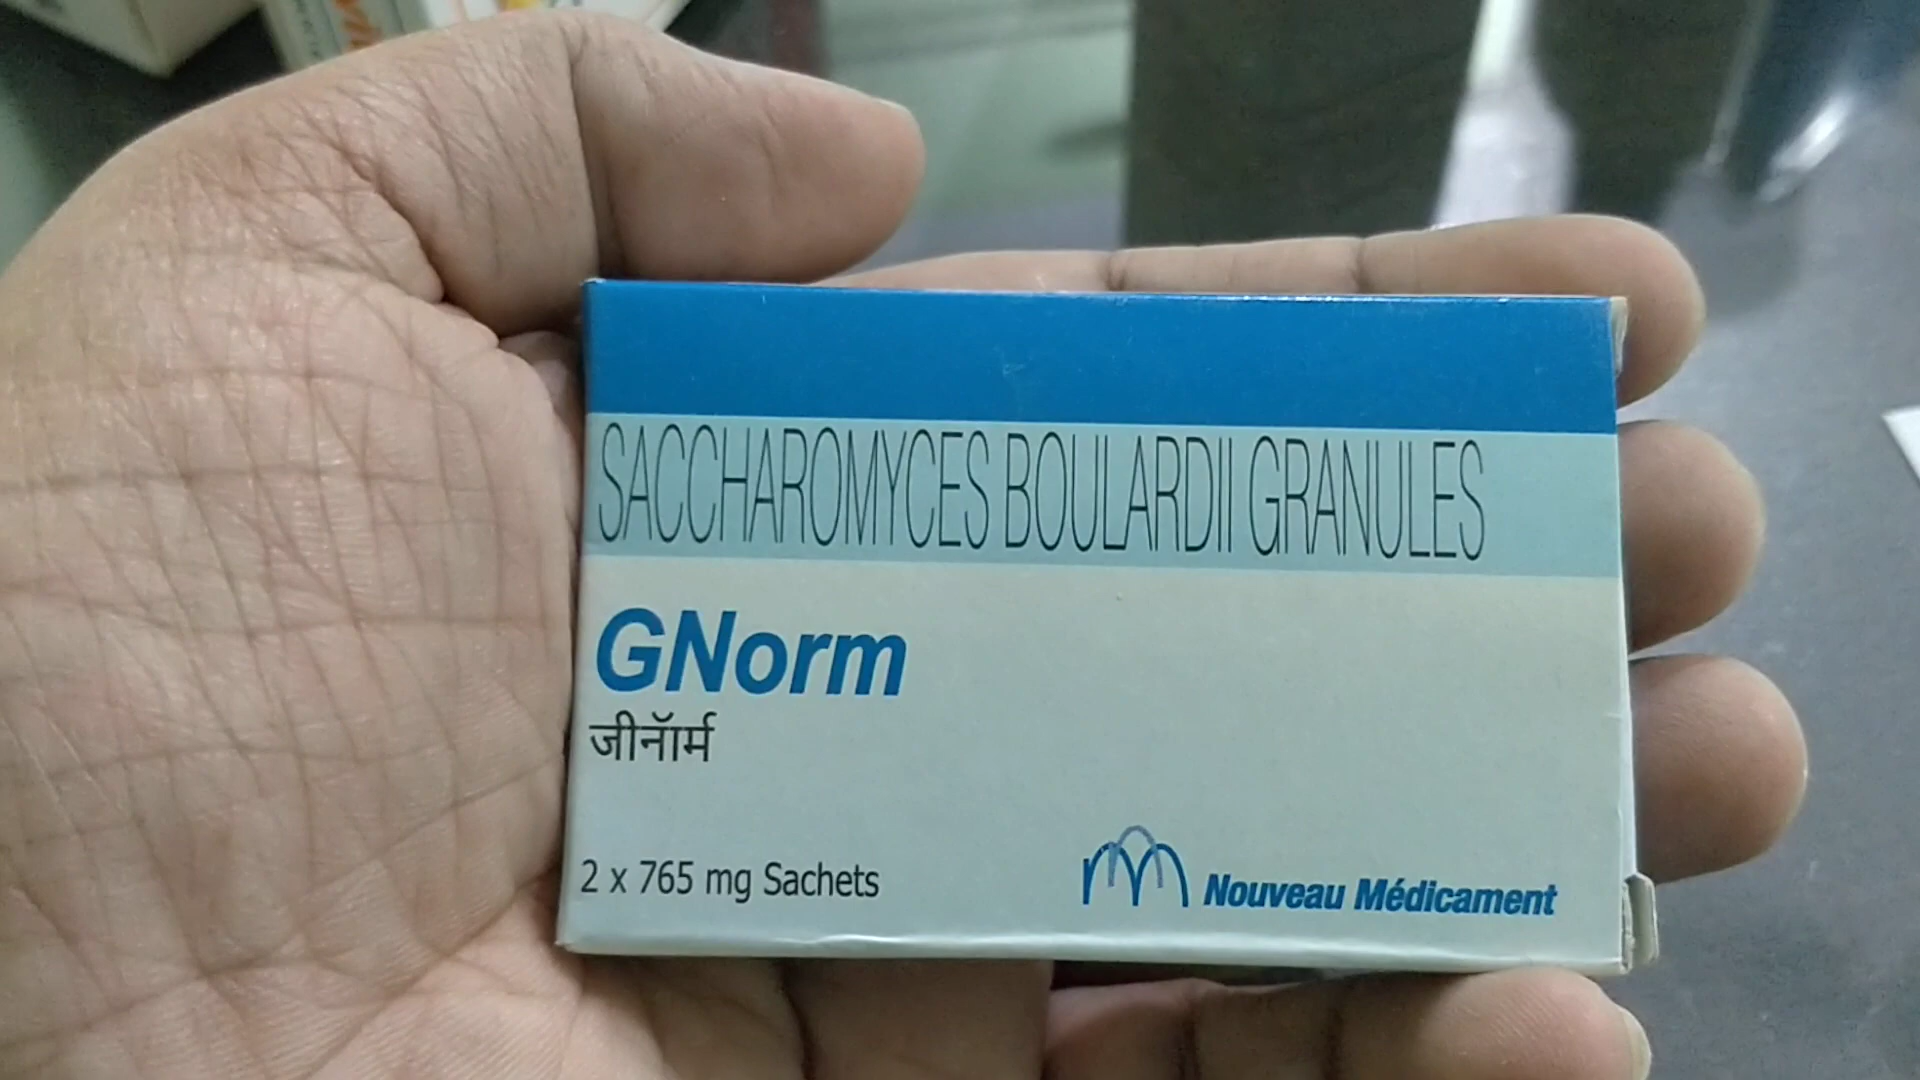 SACCHAROMYCES BOULARDII GRANULES
GNorm
जीनॉर्म
2 x 765 mg Sachets
Nouveau Médicament